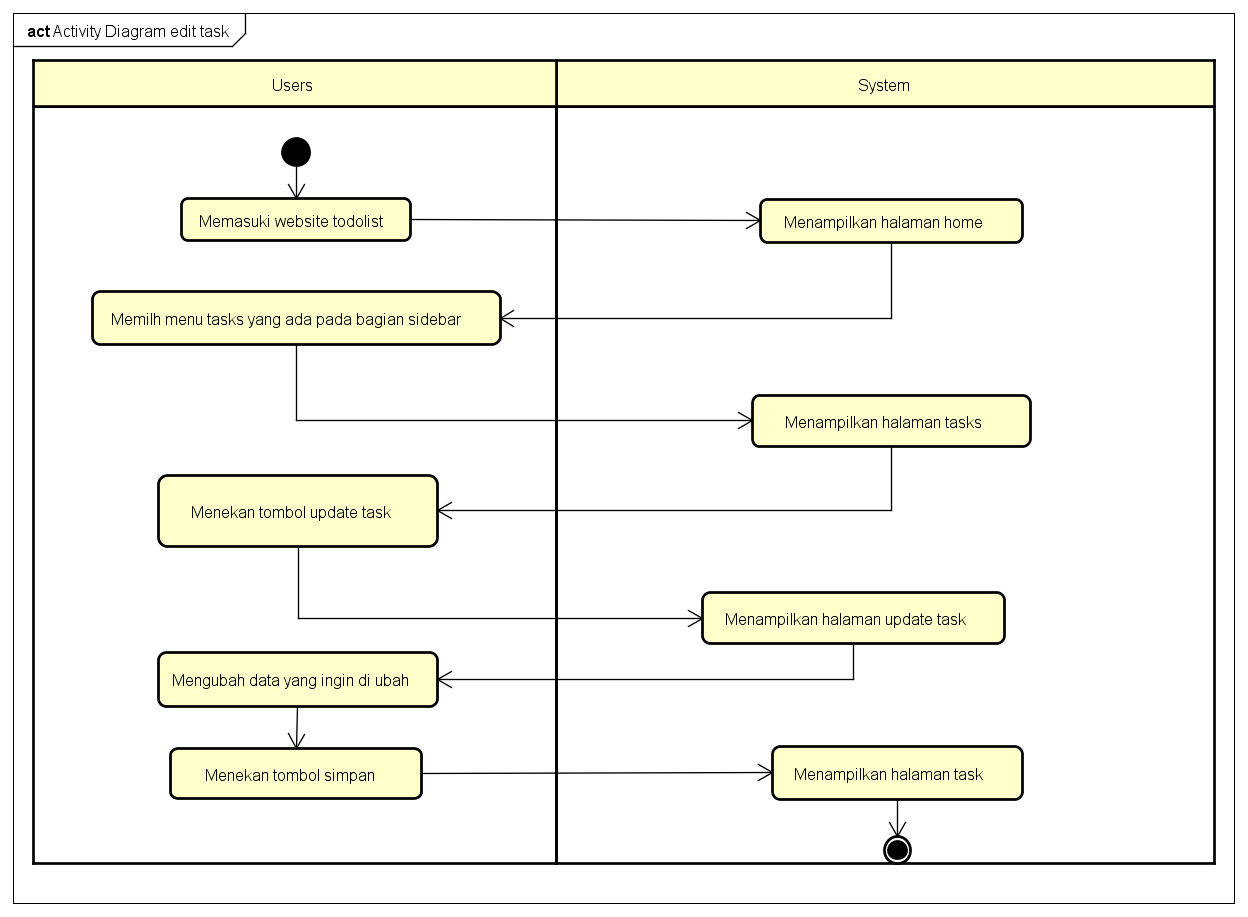 act Activity Diagram edit task
Users
System
Memasuki website todolist
Menampilkan halaman home
Memilh menu tasks yang ada pada bagian sidebar
Menampilkan halaman tasks
Menekan tombol update task
Menampilkan halaman update task
Mengubah data yang ingin di ubah
Menekan tombol simpan
Menampilkan halaman task